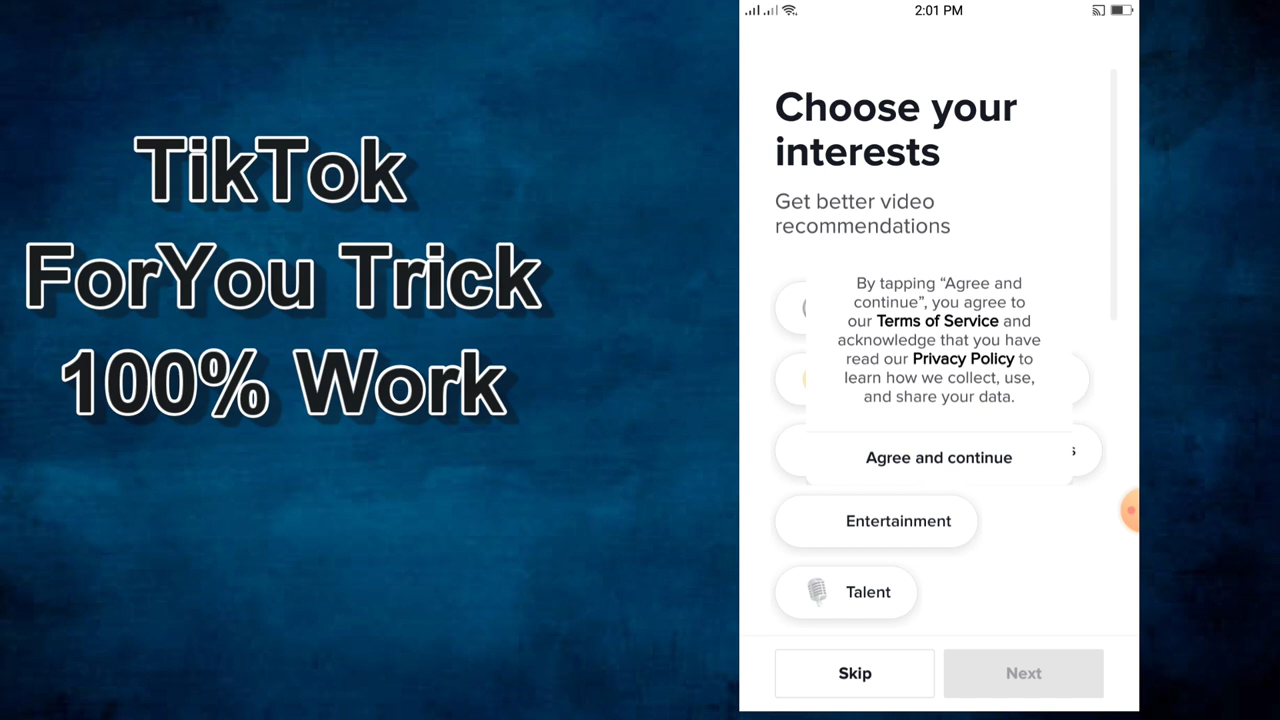 TikTok
ForYou Trick
100% Work
2:01 PM
Choose your
interests
Get better video
recommendations
By tapping “Agree and
continue”, you agree to
our Terms of Service and
acknowledge that you have
read our Privacy Policy to
learn how we collect, use,
and share your data.
Agree and continue
s
Entertainment
Talent
Skip
Next